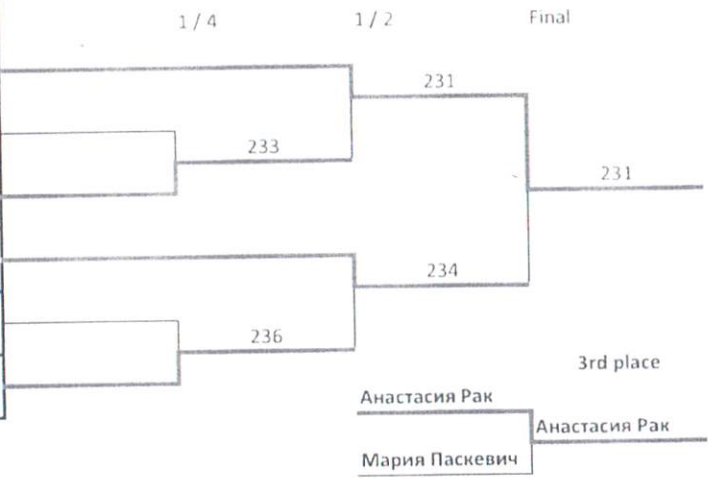 1 / 4 1 / 2 Final
231
233
231
234
236
3rd place
Анастасия Рак
Анастасия Рак
Мария Паскевич